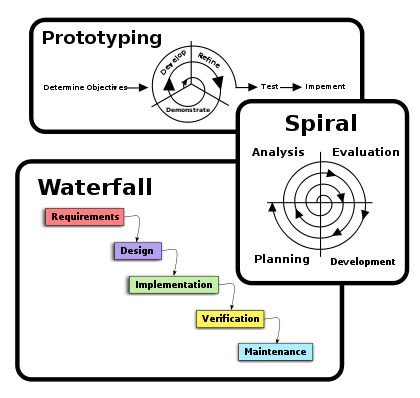 Prototyping
Determine Objectives
Develop
Refine
Demonstrate
Test
Impement
Spiral
Analysis
Evaluation
Planning
Development
Waterfall
Requirements
Design
Implementation
Verification
Maintenance